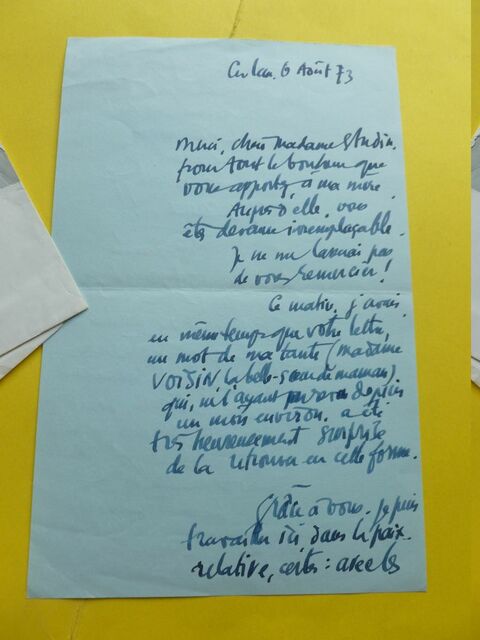 6 Août 73
Merci, chère Madame
pour tout le bonheur que
vous apportez à ma mère.
Auprès d'elle, vous
êtes devenue irremplaçable.
Je ne me lasserai pas
de vous remercier!
Ce matin, j'avais,
en même temps que votre lettre,
un mot de ma tante (Madame
VOISIN la belle-sœur de maman)
qui, ne l'ayant pas vue depuis
un mois environ, a été
très heureusement surprise
de la retrouver en cette forme.
Grâce à vous, je puis
travailler ici, dans la paix.
relative, certes: avec les